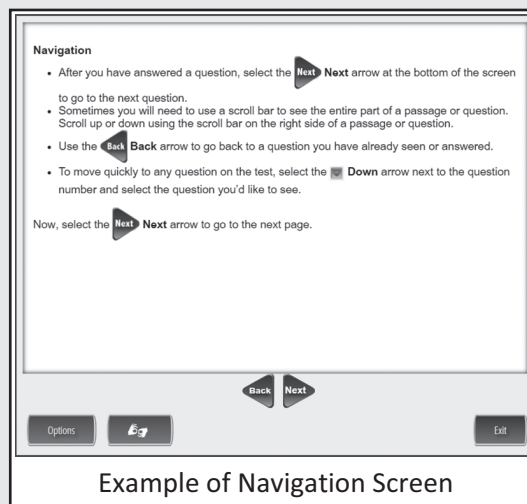 Navigation
• After you have answered a question, select the Next Next arrow at the bottom of the screen
to go to the next question.
• Sometimes you will need to use a scroll bar to see the entire part of a passage or question.
Scroll up or down using the scroll bar on the right side of a passage or question.
• Use the Back Back arrow to go back to a question you have already seen or answered.
• To move quickly to any question on the test, select the Down arrow next to the question
number and select the question you'd like to see.
Now, select the Next Next arrow to go to the next page.
Back Next
Options Exit
Example of Navigation Screen